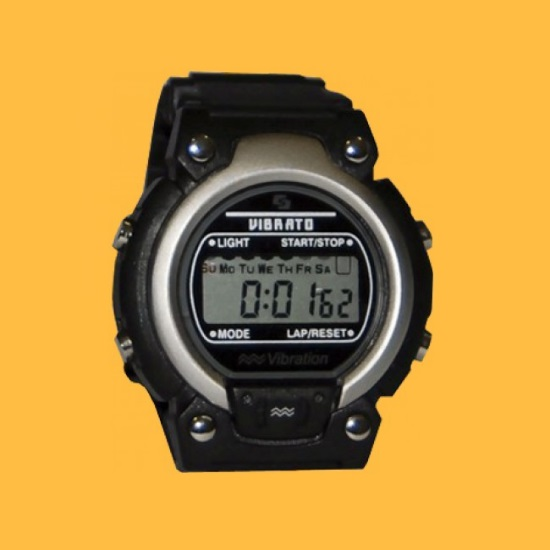 VIBRATO
LIGHT START/STOP
SU MO TU WE TH FR SA
0:01 62
MODE LAP/RESET
Vibration